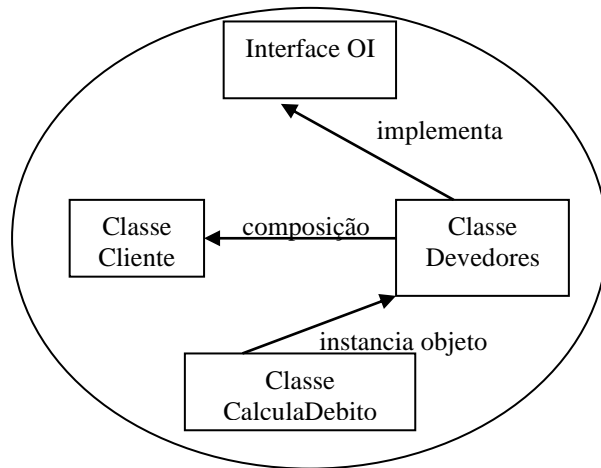 Interface OI
implementa
Classe
Cliente
composição
Classe
Devedores
instancia objeto
Classe
CalculaDebito